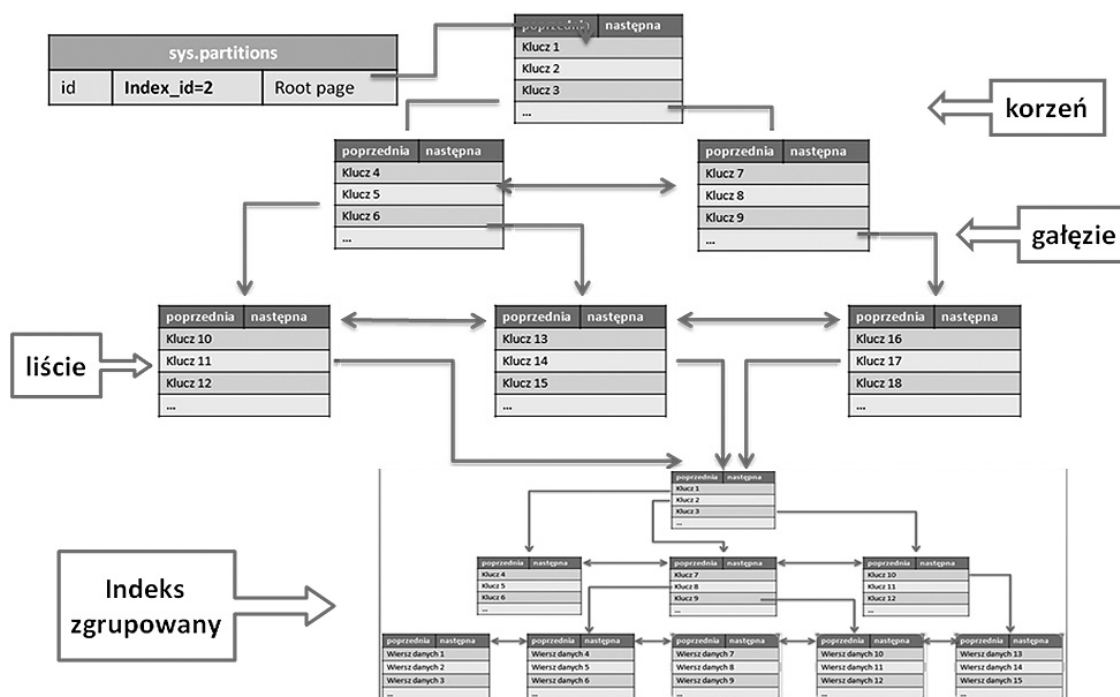 sys.partitions
id Index_id=2 Root page
poprzednia następna
Klucz 1
Klucz 2
Klucz 3
...
korzeń
poprzednia następna
Klucz 4
Klucz 5
Klucz 6
...
poprzednia następna
Klucz 7
Klucz 8
Klucz 9
...
gałęzie
liście
poprzednia następna
Klucz 10
Klucz 11
Klucz 12
...
poprzednia następna
Klucz 13
Klucz 14
Klucz 15
...
poprzednia następna
Klucz 16
Klucz 17
Klucz 18
...
Indeks
zgrupowany
poprzednia następna
Klucz 1
Klucz 2
Klucz 3
...
poprzednia następna
Klucz 4
Klucz 5
Klucz 6
...
poprzednia następna
Klucz 7
Klucz 8
Klucz 9
...
poprzednia następna
Klucz 10
Klucz 11
Klucz 12
...
poprzednia następna
Wiersz danych 1
Wiersz danych 2
Wiersz danych 3
...
poprzednia następna
Wiersz danych 4
Wiersz danych 5
Wiersz danych 6
...
poprzednia następna
Wiersz danych 7
Wiersz danych 8
Wiersz danych 9
...
poprzednia następna
Wiersz danych 10
Wiersz danych 11
Wiersz danych 12
...
poprzednia następna
Wiersz danych 13
Wiersz danych 14
Wiersz danych 15
...